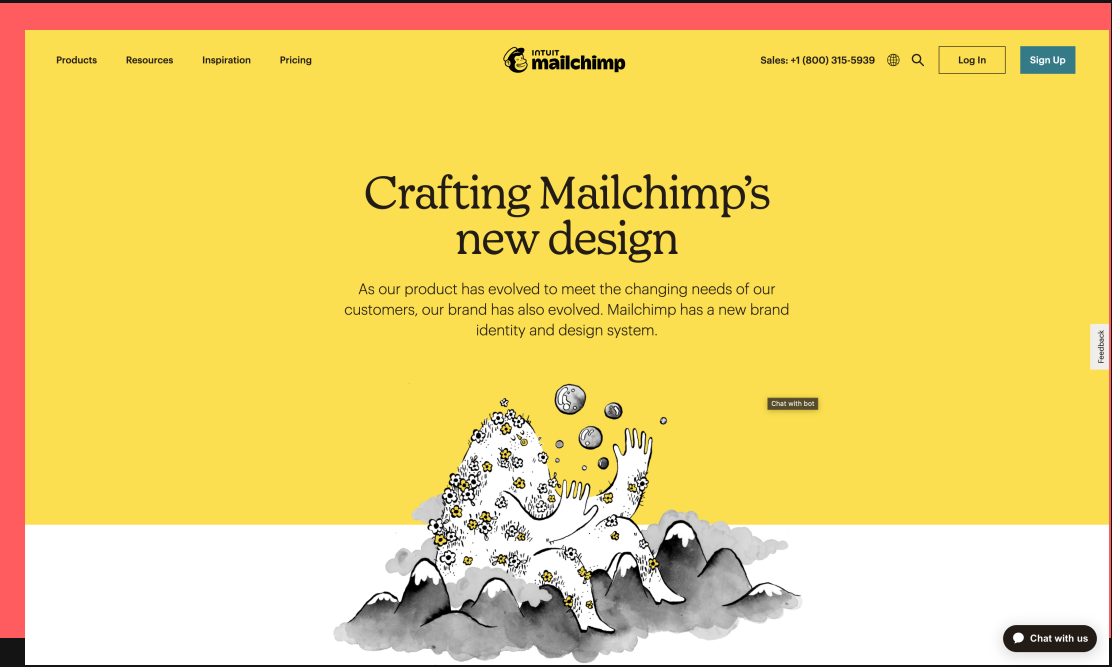 Products Resources Inspiration Pricing
INTUIT
mailchimp
Sales: +1 (800) 315-5939
Log In
Sign Up
Crafting Mailchimp’s
new design
As our product has evolved to meet the changing needs of our
customers, our brand has also evolved. Mailchimp has a new brand
identity and design system.
Feedback
Chat with bot
Chat with us